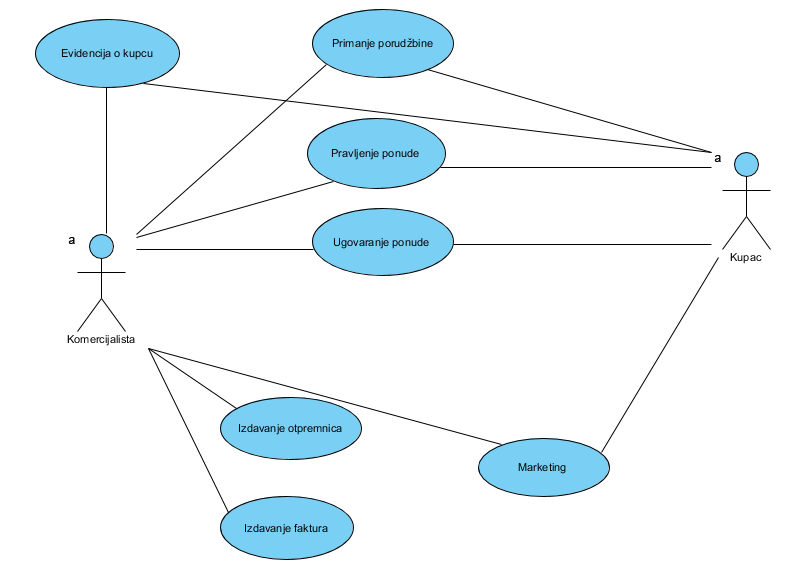 Evidencija o kupcu
Primanje porudžbine
Pravljenje ponude
a
Ugovaranje ponude
a
Kupac
Komercijalista
Izdavanje otpremnica
Marketing
Izdavanje faktura